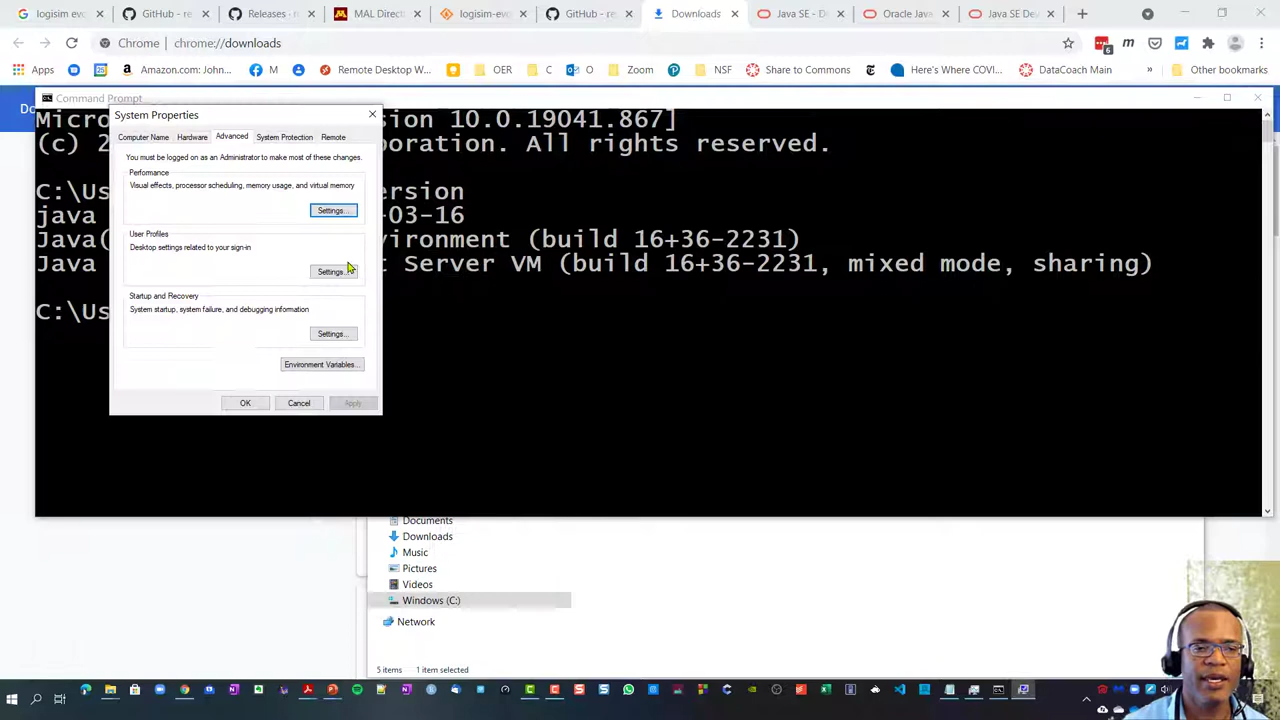 logisim ev
GitHub - re
Releases - r
MAL Direct
logisim-evo
GitHub - re
Downloads
Java SE - D
Oracle Java
Java SE De
Chrome | chrome://downloads
6
m
Apps
Amazon.com: John...
M
Remote Desktop W...
OER
C
O
Zoom
NSF
Share to Commons
Here's Where COVI...
DataCoach Main
»
Other bookmarks
Do
Command Prompt
System Properties
Computer Name
Hardware
Advanced
System Protection
Remote
You must be logged on as an Administrator to make most of these changes.
Performance
Visual effects, processor scheduling, memory usage, and virtual memory
Settings...
User Profiles
Desktop settings related to your sign-in
Settings...
Startup and Recovery
System startup, system failure, and debugging information
Settings...
Environment Variables...
OK
Cancel
Apply
Micro sion 10.0.19041.867]
(c) 2 poration. All rights reserved.
C:\Us ersion
java -03-16
Java( vironment (build 16+36-2231)
Java t Server VM (build 16+36-2231, mixed mode, sharing)
C:\Us
Documents
Downloads
Music
Pictures
Videos
Windows (C:)
Network
5 items
1 item selected